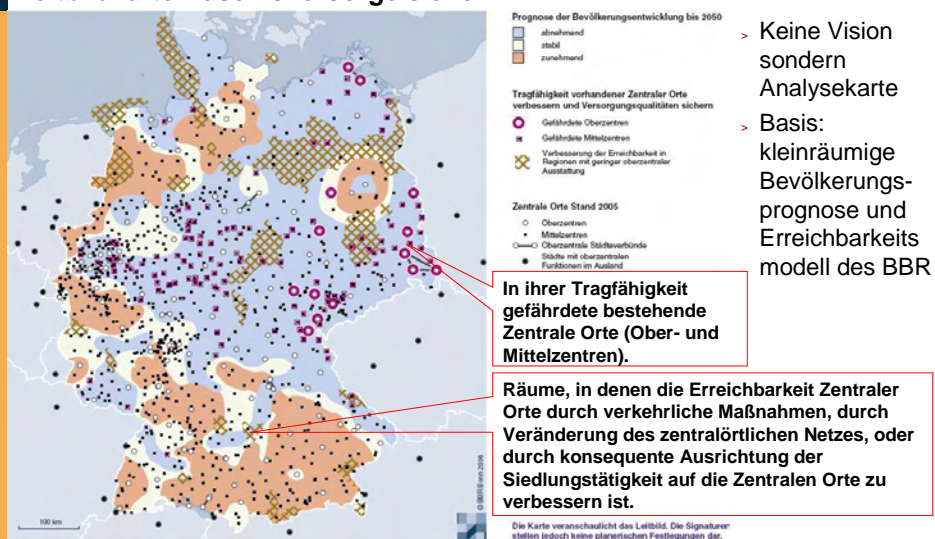 Prognose der Bevölkerungsentwicklung bis 2050
abnehmend
stabil
zunehmend
Tragfähigkeit vorhandener Zentraler Orte
verbessern und Versorgungsqualitäten sichern
Gefährdete Oberzentren
Gefährdete Mittelzentren
Verbesserung der Erreichbarkeit in
Regionen mit geringer oberzentraler
Ausstattung
Zentrale Orte Stand 2005
Oberzentren
Mittelzentren
Oberzentrale Städteverbünde
Städte mit oberzentralen
Funktionen im Ausland
In ihrer Tragfähigkeit
gefährdete bestehende
Zentrale Orte (Ober- und
Mittelzentren).
Räume, in denen die Erreichbarkeit Zentraler
Orte durch verkehrliche Maßnahmen, durch
Veränderung des zentralörtlichen Netzes, oder
durch konsequente Ausrichtung der
Siedlungstätigkeit auf die Zentralen Orte zu
verbessern ist.
Die Karte veranschaulicht das Leitbild. Die Signaturen
stellen jedoch keine planerischen Festlegungen dar.
100 km
© BBR Bonn 2006
> Keine Vision
sondern
Analysekarte
> Basis:
kleinräumige
Bevölkerungs-
prognose und
Erreichbarkeits
modell des BBR